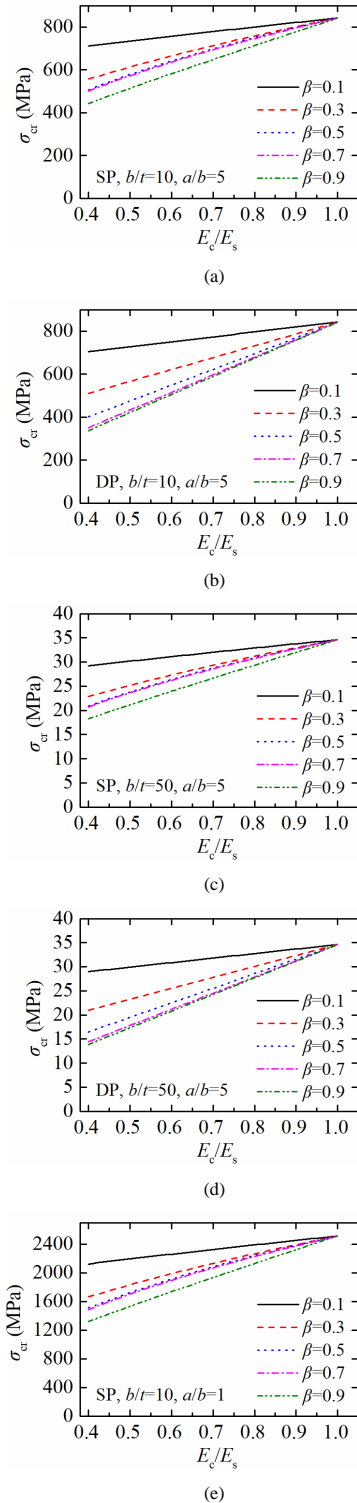 800
600
400
200
0
σcr (MPa)
β=0.1
β=0.3
β=0.5
β=0.7
β=0.9
SP, b/t=10, a/b=5
0.4 0.5 0.6 0.7 0.8 0.9 1.0
Ec/Es
(a)
800
600
400
200
0
σcr (MPa)
β=0.1
β=0.3
β=0.5
β=0.7
β=0.9
DP, b/t=10, a/b=5
0.4 0.5 0.6 0.7 0.8 0.9 1.0
Ec/Es
(b)
40
35
30
25
20
15
10
5
0
σcr (MPa)
β=0.1
β=0.3
β=0.5
β=0.7
β=0.9
SP, b/t=50, a/b=5
0.4 0.5 0.6 0.7 0.8 0.9 1.0
Ec/Es
(c)
40
35
30
25
20
15
10
5
0
σcr (MPa)
β=0.1
β=0.3
β=0.5
β=0.7
β=0.9
DP, b/t=50, a/b=5
0.4 0.5 0.6 0.7 0.8 0.9 1.0
Ec/Es
(d)
2400
2000
1600
1200
800
400
0
σcr (MPa)
β=0.1
β=0.3
β=0.5
β=0.7
β=0.9
SP, b/t=10, a/b=1
0.4 0.5 0.6 0.7 0.8 0.9 1.0
Ec/Es
(e)